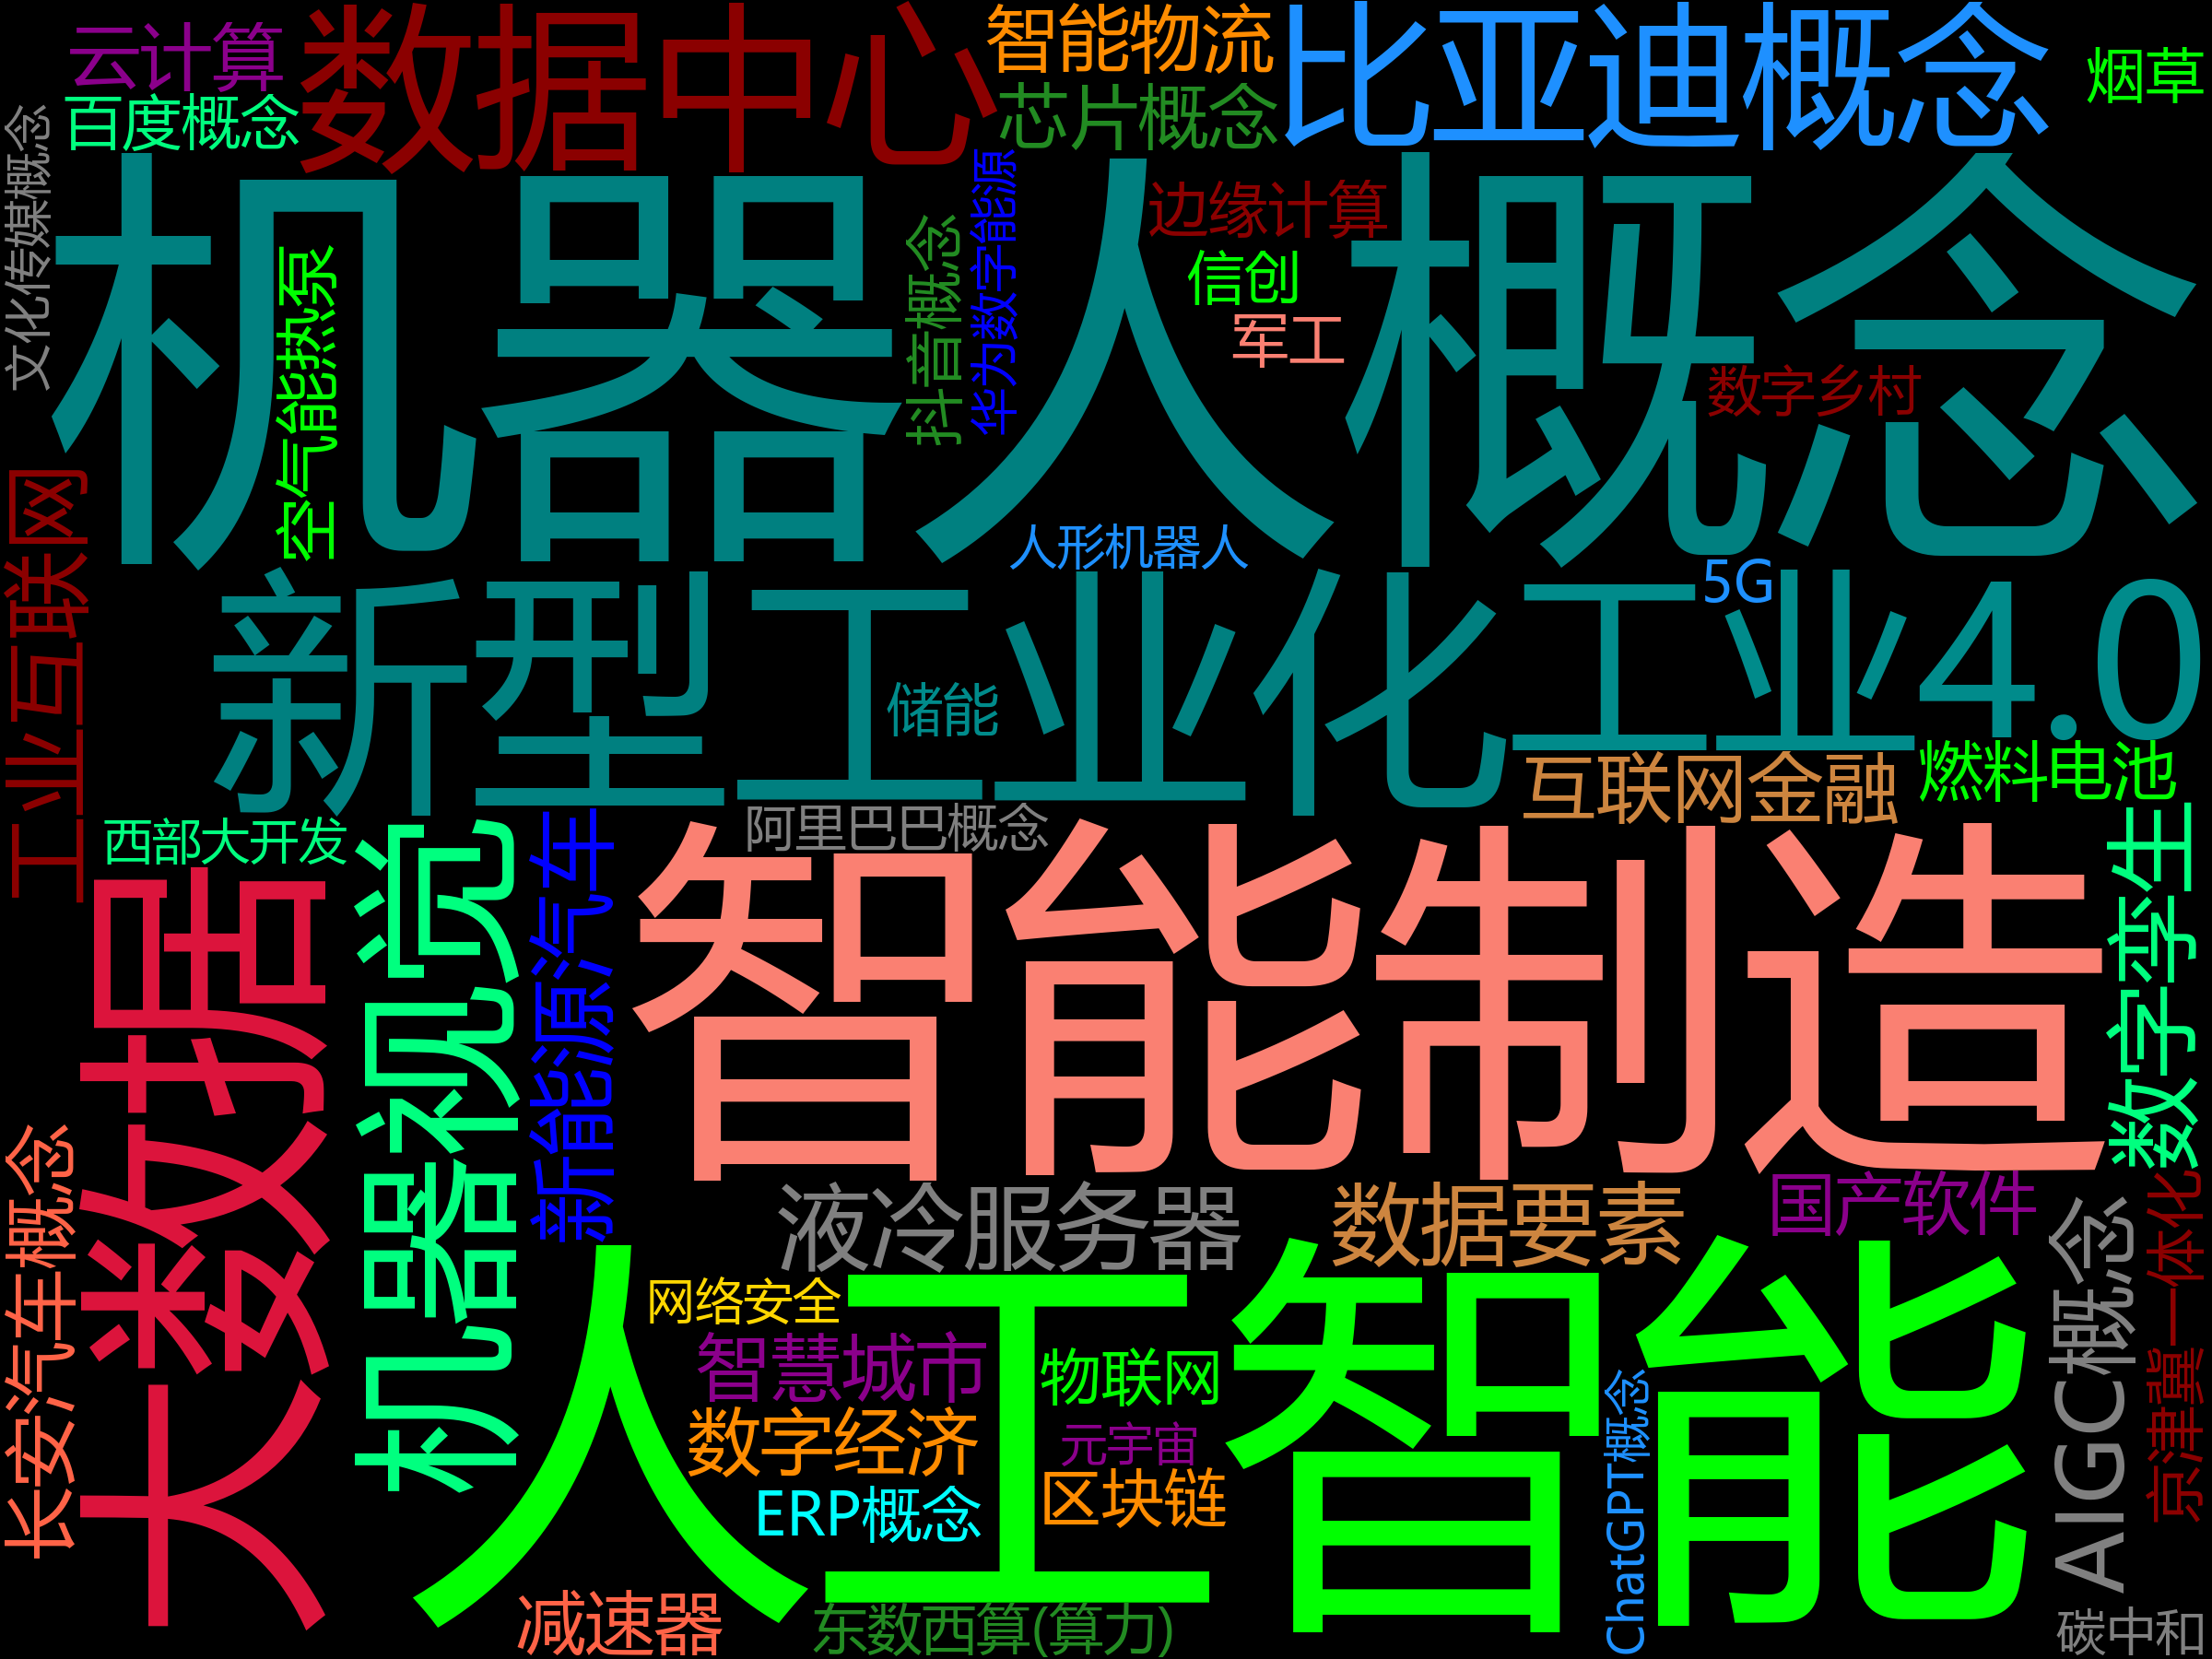 云计算
数据中心
智能物流
比亚迪概念
烟草
百度概念
芯片概念
文化传媒概念
机器人概念
空气能热泵
抖音概念
华为数字能源
边缘计算
信创
军工
数字乡村
人形机器人
工业互联网
新型工业化
工业4.0
5G
储能
燃料电池
互联网金融
西部大开发
阿里巴巴概念
大数据
机器视觉
新能源汽车
智能制造
数字孪生
长安汽车概念
液冷服务器
数据要素
国产软件
AIGC概念
京津冀一体化
人工智能
网络安全
智慧城市
物联网
数字经济
元宇宙
ERP概念
区块链
ChatGPT概念
减速器
东数西算(算力)
碳中和